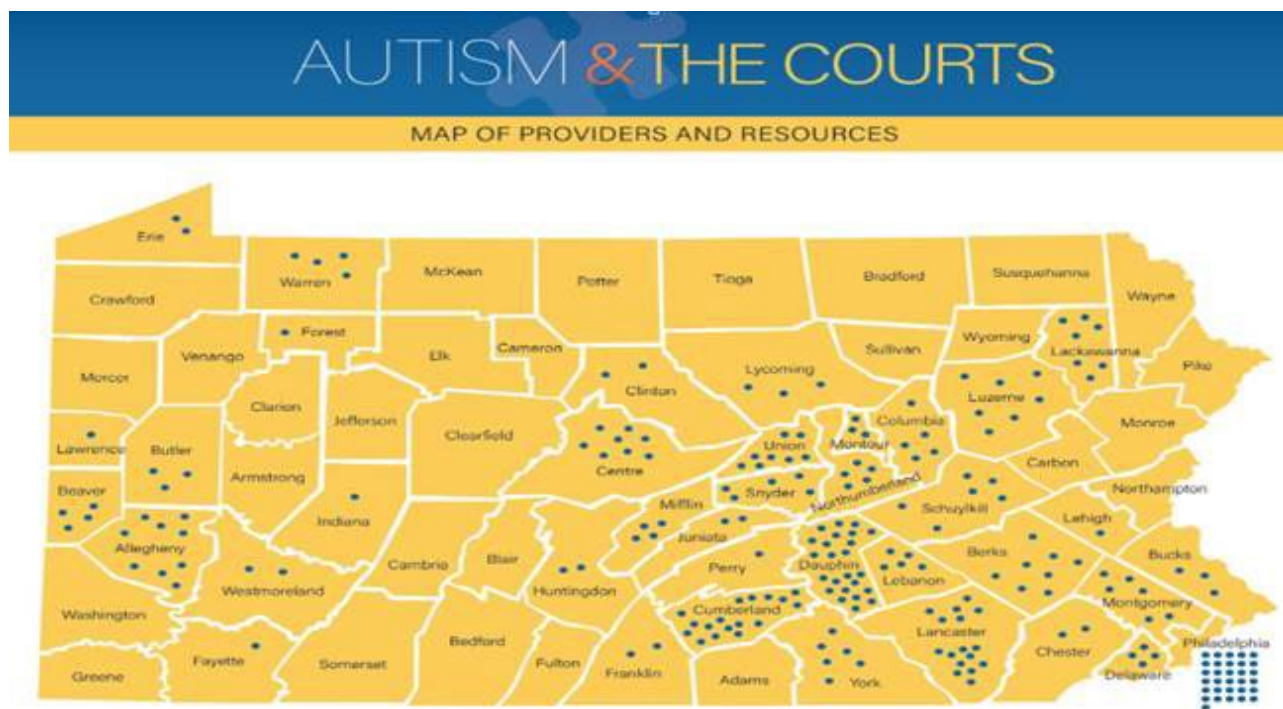 AUTISM & THE COURTS
MAP OF PROVIDERS AND RESOURCES
Erie
Warren
McKean
Potter
Tioga
Bradford
Susquehanna
Wayne
Crawford
Forest
Venango
Elk
Cameron
Clinton
Lycoming
Sullivan
Wyoming
Lackawanna
Pike
Mercer
Clarion
Jefferson
Clearfield
Centre
Union
Montour
Columbia
Luzerne
Monroe
Lawrence
Butler
Armstrong
Indiana
Mifflin
Snyder
Northumberland
Schuylkill
Carbon
Northampton
Beaver
Allegheny
Westmoreland
Cambria
Blair
Huntingdon
Juniata
Perry
Dauphin
Lebanon
Berks
Lehigh
Bucks
Washington
Cumberland
Lancaster
Montgomery
Greene
Fayette
Somerset
Bedford
Fulton
Franklin
Adams
York
Chester
Delaware
Philadelphia